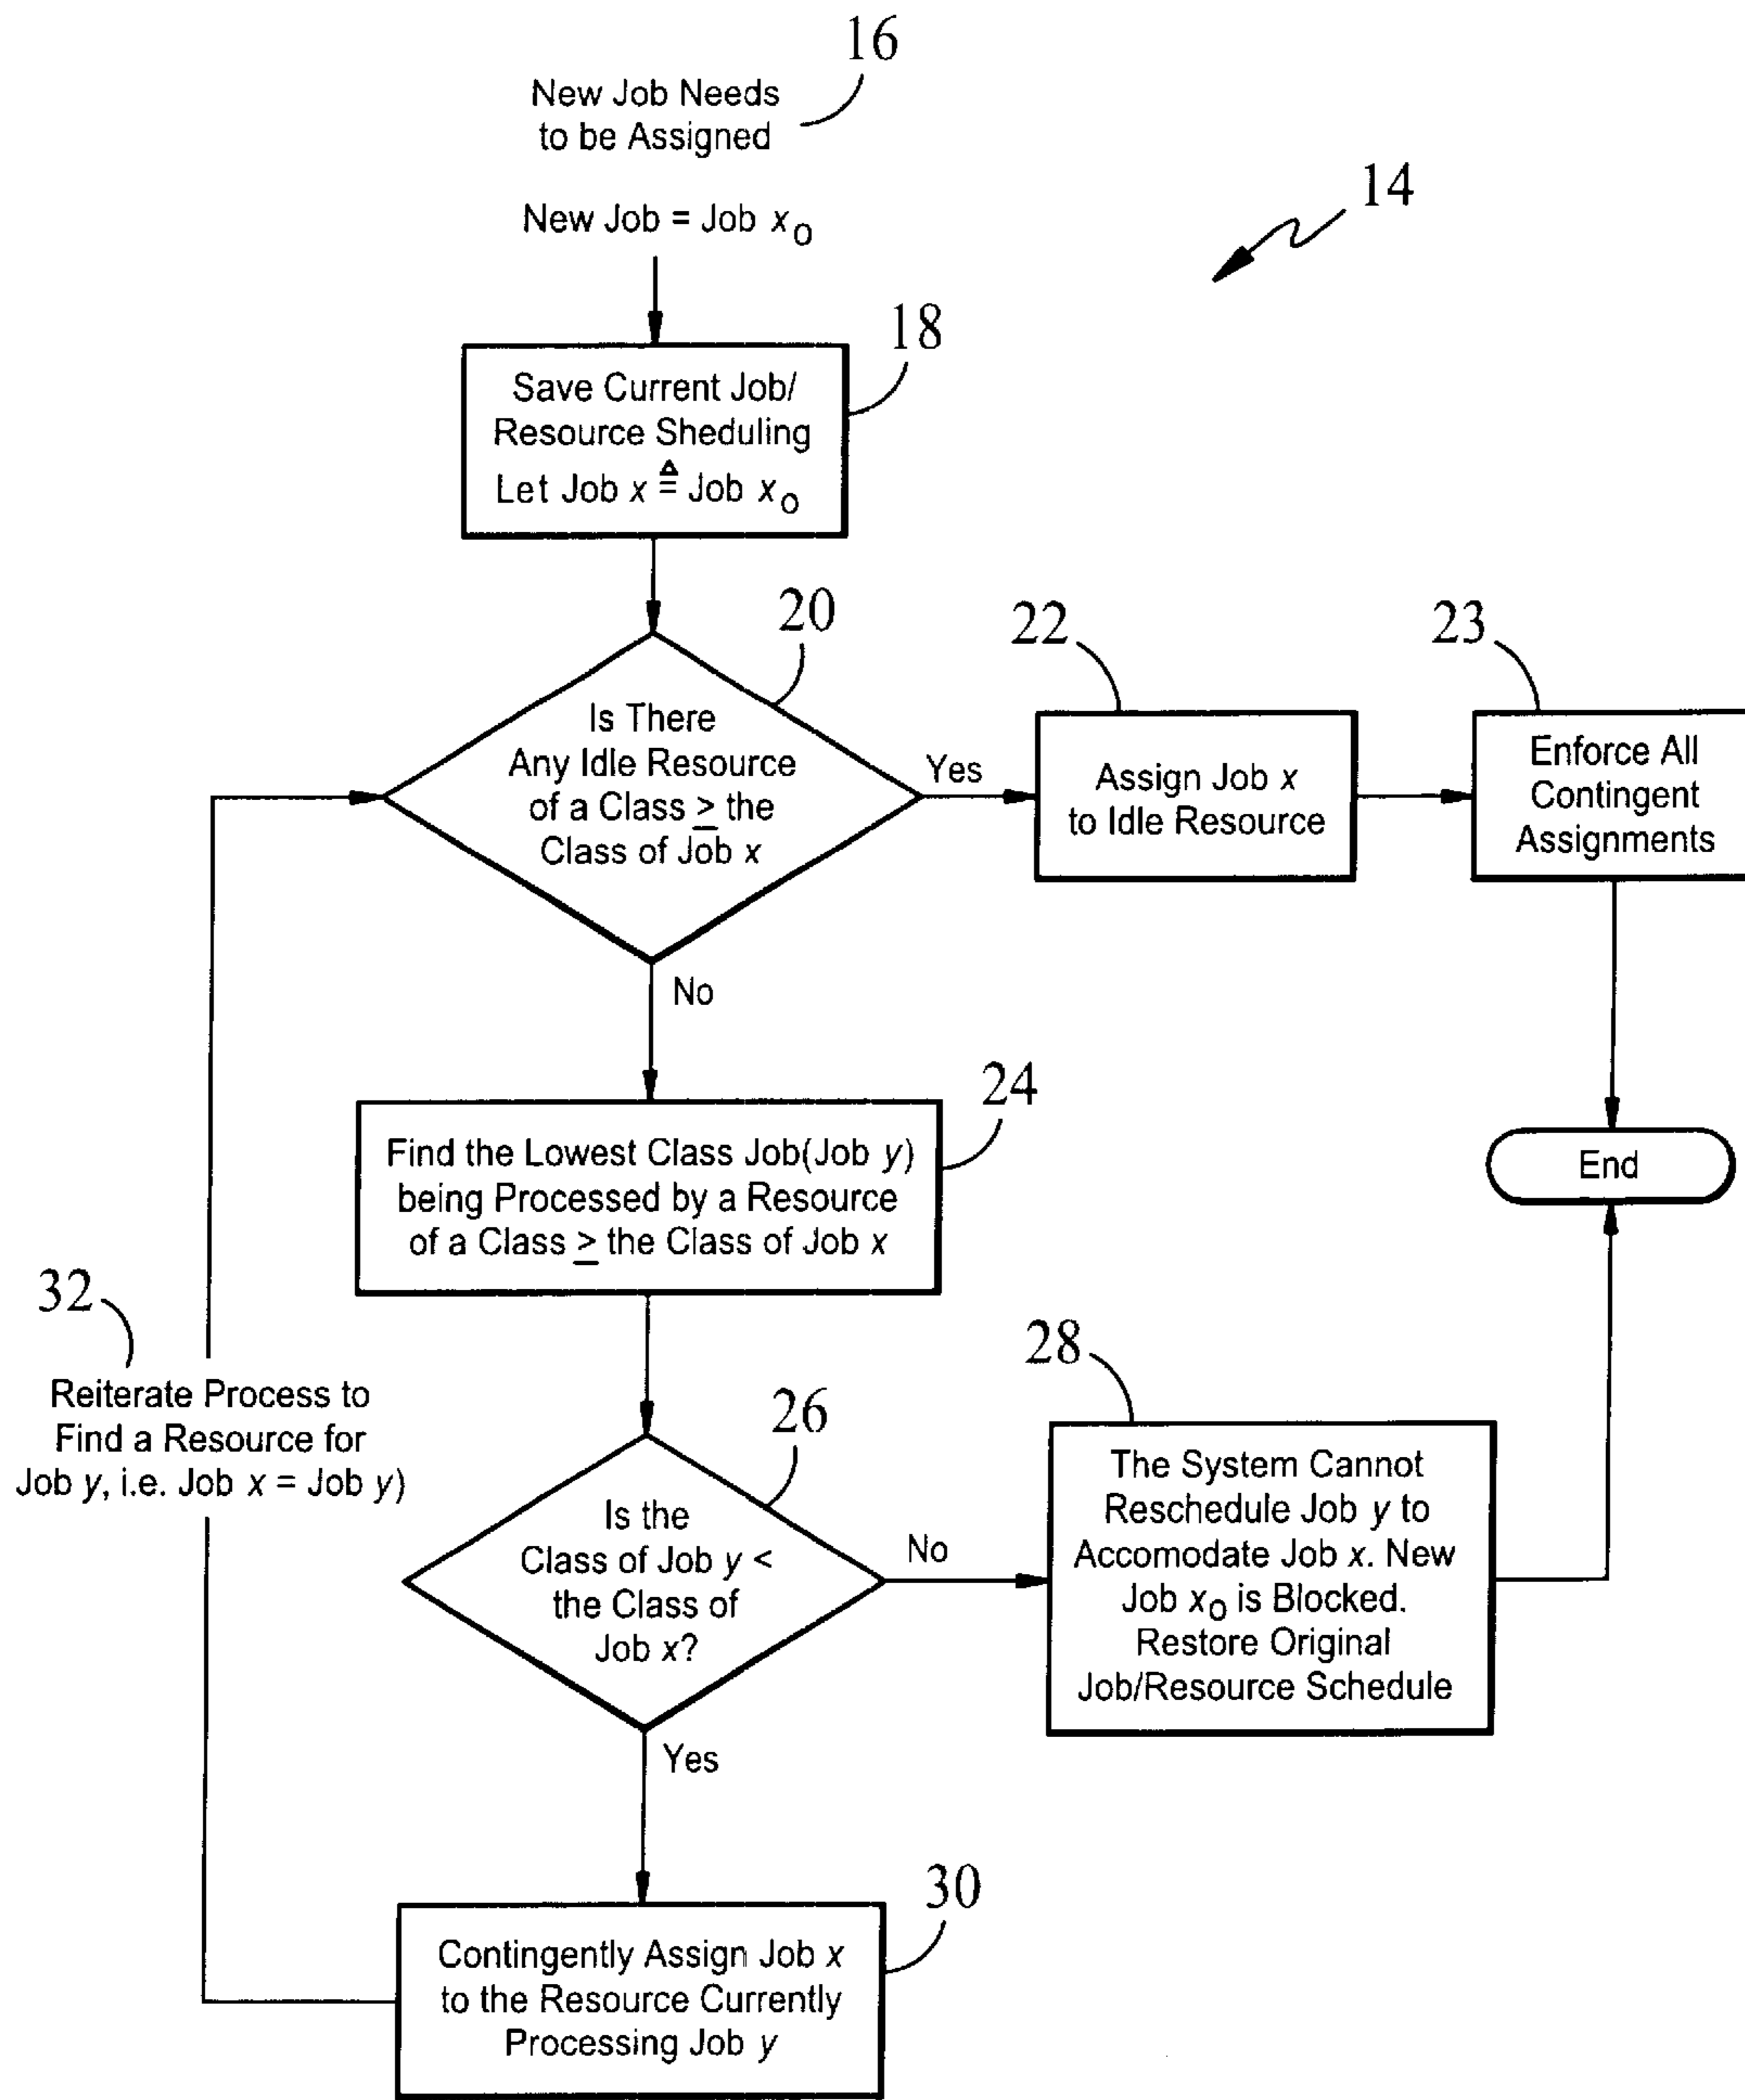 16
New Job Needs
to be Assigned
New Job = Job x₀
14
18
Save Current Job/
Resource Sheduling
Let Job x ≜ Job x₀
20
Is There
Any Idle Resource
of a Class ≥ the
Class of Job x
Yes
22
Assign Job x
to Idle Resource
23
Enforce All
Contingent
Assignments
No
24
Find the Lowest Class Job(Job y)
being Processed by a Resource
of a Class ≥ the Class of Job x
End
32
Reiterate Process to
Find a Resource for
Job y, i.e. Job x = Job y)
26
Is the
Class of Job y <
the Class of
Job x?
No
28
The System Cannot
Reschedule Job y to
Accomodate Job x. New
Job x₀ is Blocked.
Restore Original
Job/Resource Schedule
Yes
30
Contingently Assign Job x
to the Resource Currently
Processing Job y